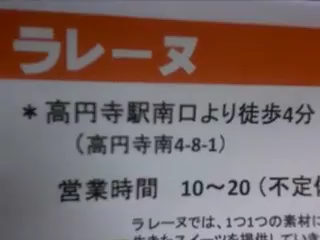 ラレーヌ
＊高円寺駅南口より徒歩4分
（高円寺南4-8-1）
営業時間　10～20（不定
ラレーヌでは、1つ1つの素材に